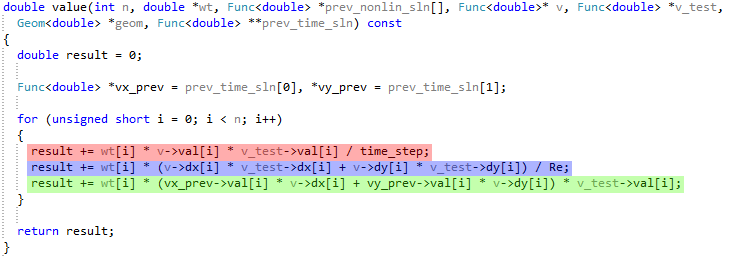 double value(int n, double *wt, Func<double> *prev_nonlin_sln[], Func<double>* v, Func<double> *v_test,
Geom<double> *geom, Func<double> **prev_time_sln) const
{
double result = 0;
Func<double> *vx_prev = prev_time_sln[0], *vy_prev = prev_time_sln[1];
for (unsigned short i = 0; i < n; i++)
{
result += wt[i] * v->val[i] * v_test->val[i] / time_step;
result += wt[i] * (v->dx[i] * v_test->dx[i] + v->dy[i] * v_test->dy[i]) / Re;
result += wt[i] * (vx_prev->val[i] * v->dx[i] + vy_prev->val[i] * v->dy[i]) * v_test->val[i];
}
return result;
}